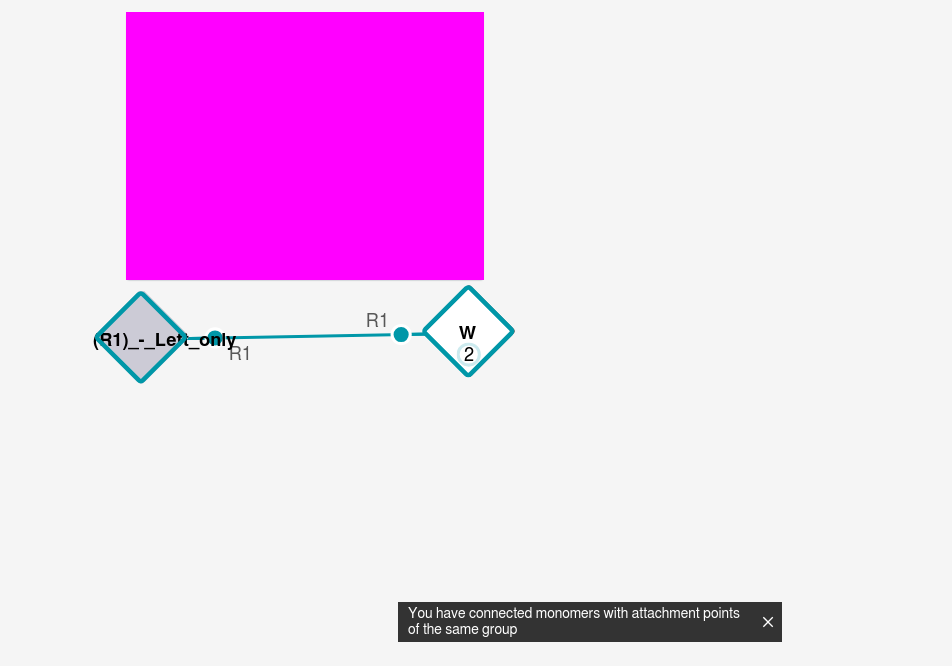 R1
W
(R1)_-_Left_only
R1
2
You have connected monomers with attachment points
of the same group